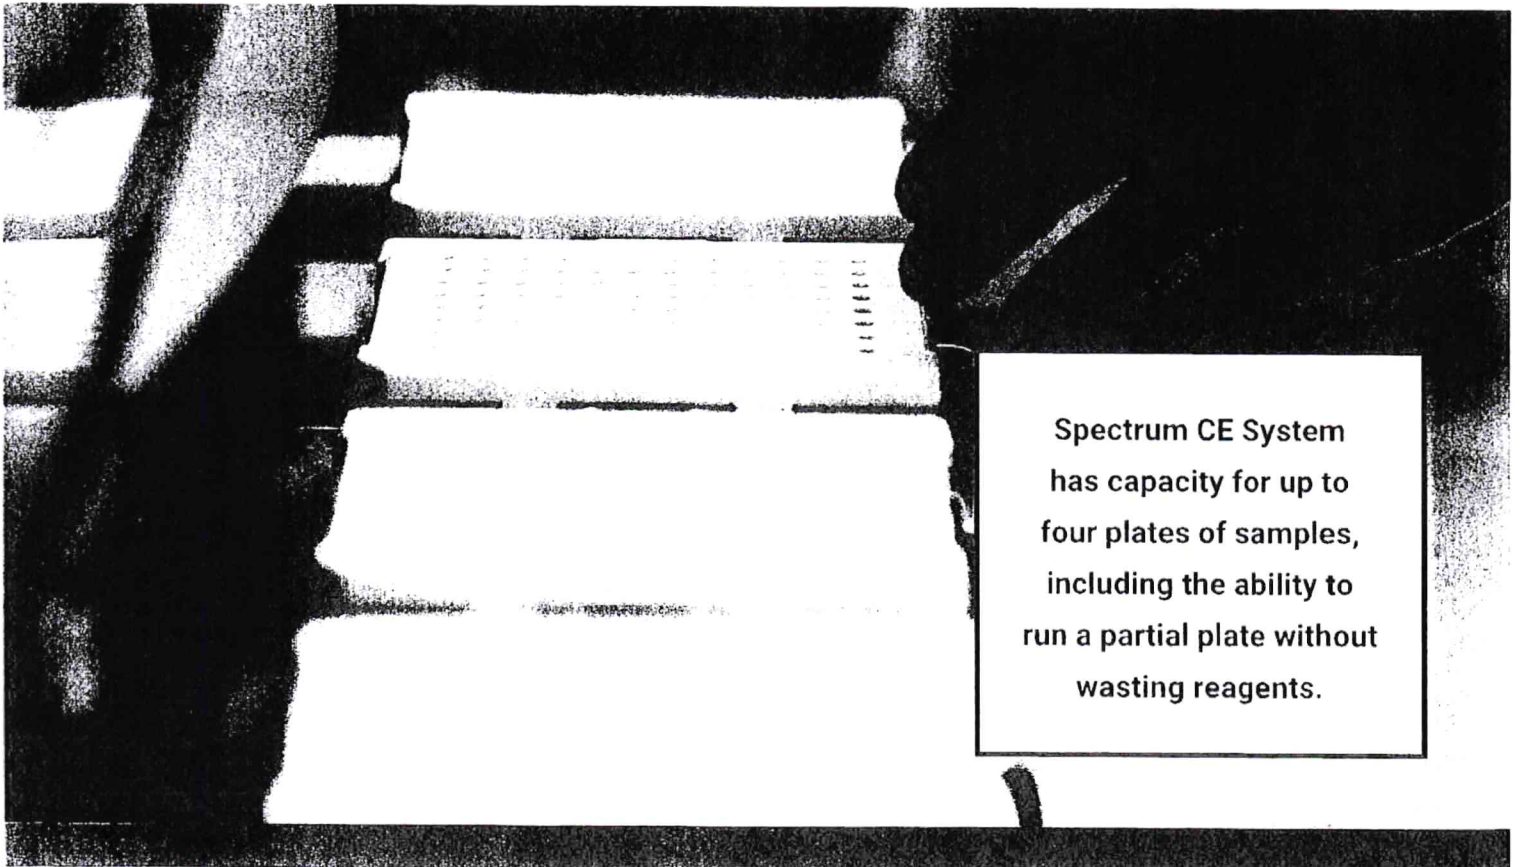 Spectrum CE System
has capacity for up to
four plates of samples,
including the ability to
run a partial plate without
wasting reagents.